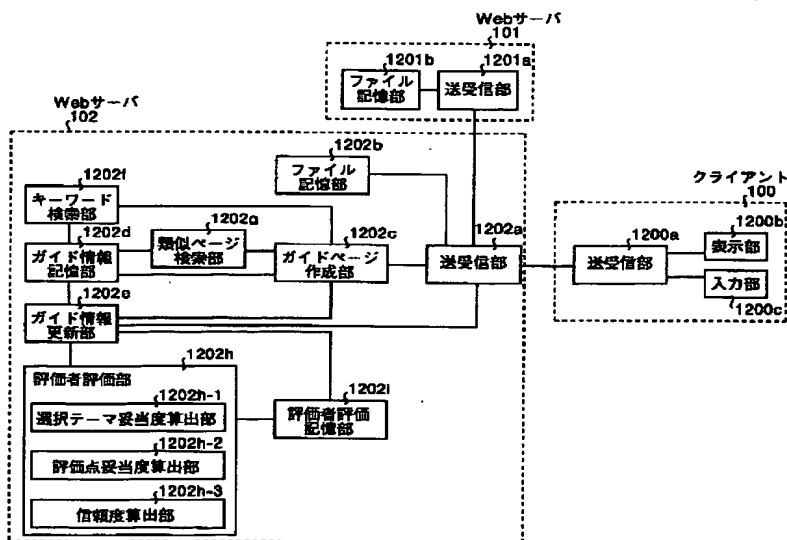 Webサーバ
101
1201b
1201a
ファイル
記憶部
送受信部
Webサーバ
102
1202b
ファイル
記憶部
1202f
キーワード
検索部
1202d
ガイド情報
記憶部
1202g
類似ページ
検索部
1202c
ガイドページ
作成部
1202a
送受信部
1202e
ガイド情報
更新部
1202h
評価者評価部
1202h-1
選択テーマ妥当度算出部
1202h-2
評価点妥当度算出部
1202h-3
信頼度算出部
1202i
評価者評価
記憶部
クライアント
100
1200a
送受信部
1200b
表示部
入力部
1200c